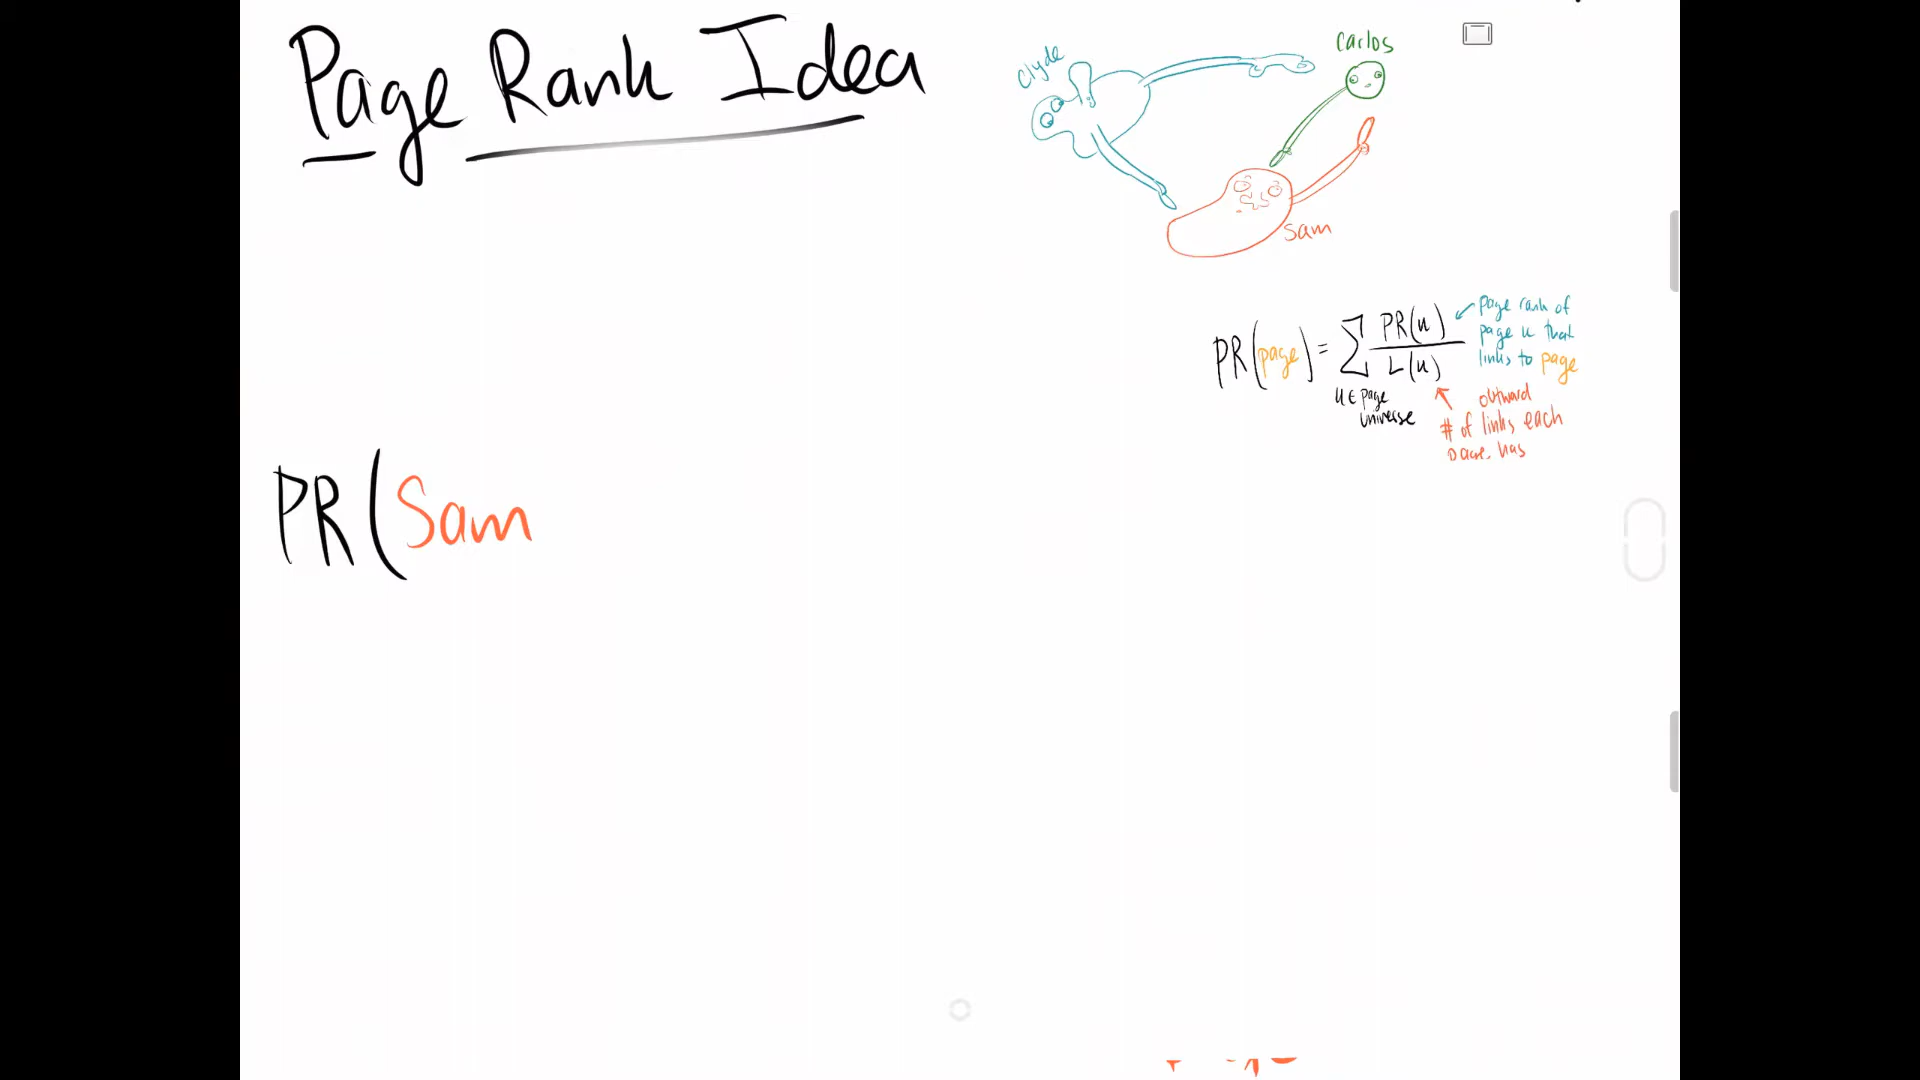 Page Rank Idea
Clyde
Carlos
Sam
PR(page) = ∑ PR(u)
L(u)
u ∈ page
universe
page rank of
page u that
links to page
outward
# of links each
page has
PR(Sam